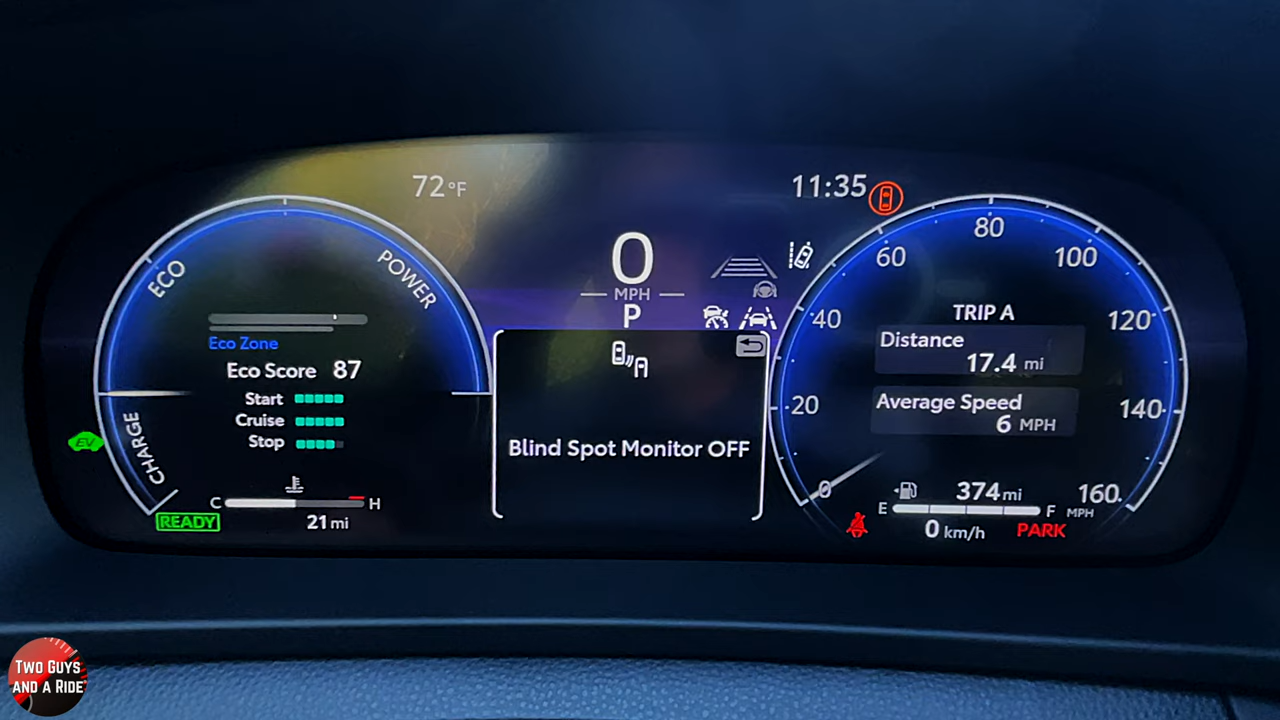 72°F
11:35
ECO
POWER
CHARGE
Eco Zone
Eco Score 87
Start
Cruise
Stop
EV
READY
C
H
21 mi
0
MPH
P
Blind Spot Monitor OFF
0
20
40
60
80
100
120
140
160
MPH
TRIP A
Distance
17.4 mi
Average Speed
6 MPH
374 mi
E
F
0 km/h
PARK
TWO GUYS
AND A RIDE